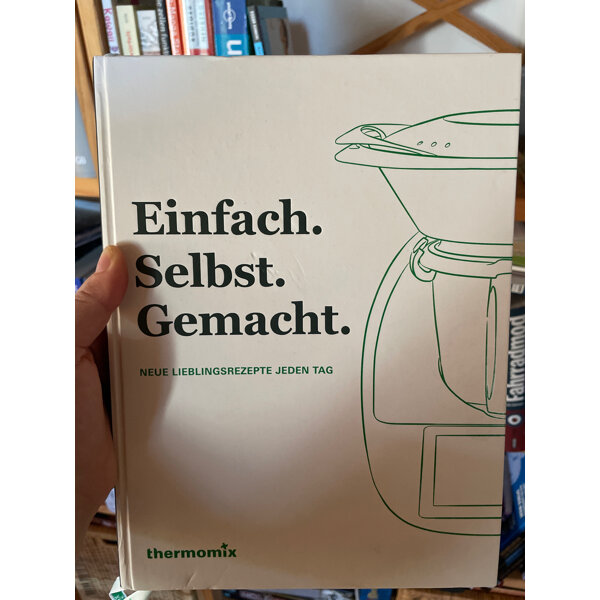 Einfach.
Selbst.
Gemacht.
NEUE LIEBLINGSREZEPTE JEDEN TAG
thermomix
Fahrradmod